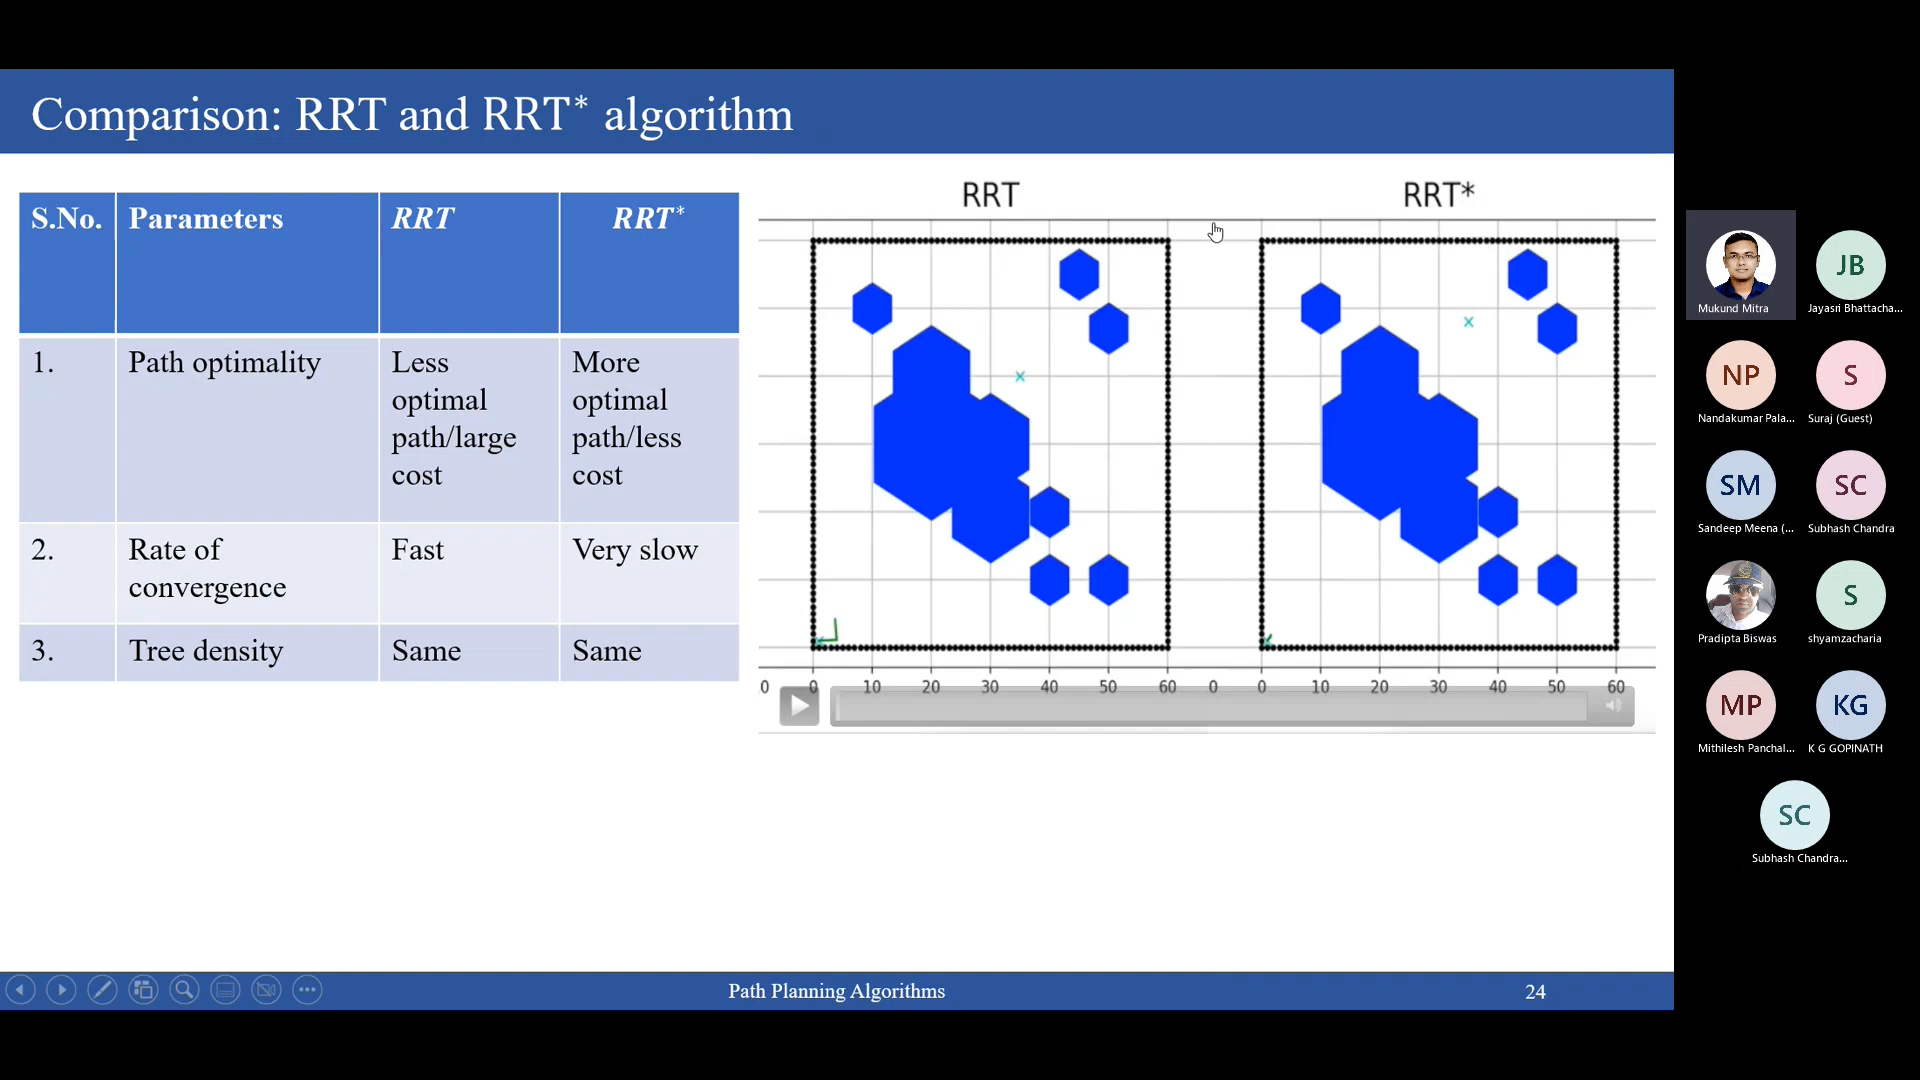 Comparison: RRT and RRT* algorithm
S.No. Parameters RRT RRT*
1. Path optimality Less optimal path/large cost More optimal path/less cost
2. Rate of convergence Fast Very slow
3. Tree density Same Same
RRT RRT*
0 0 10 20 30 40 50 60 0 0 10 20 30 40 50 60
Path Planning Algorithms
24
Mukund Mitra
JB
Jayasri Bhattacha...
NP
Nandakumar Pala...
S
Suraj (Guest)
SM
Sandeep Meena (...
SC
Subhash Chandra
Pradipta Biswas
S
shyamzacharia
MP
Mithilesh Panchal...
KG
K G GOPINATH
SC
Subhash Chandra...